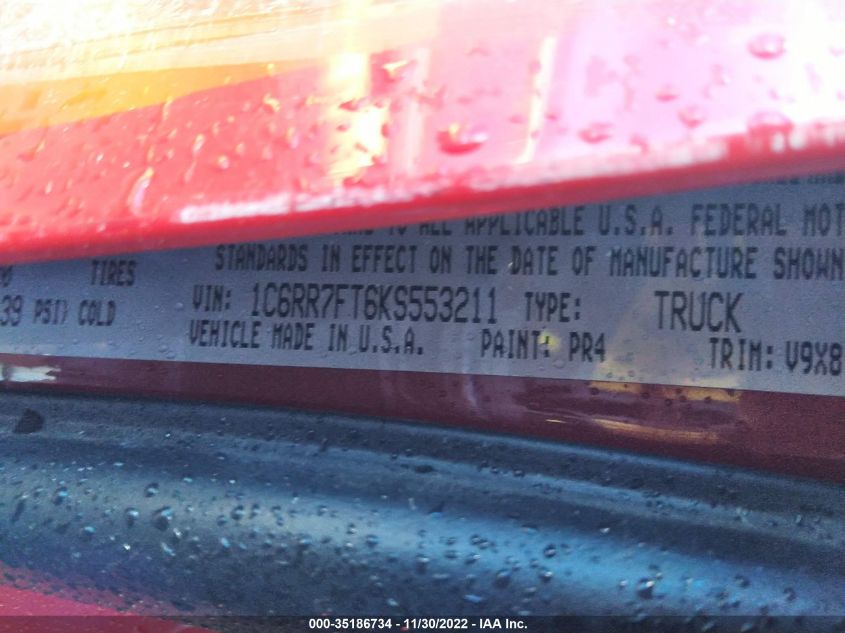 TO ALL APPLICABLE U.S.A. FEDERAL MOT
TIRES STANDARDS IN EFFECT ON THE DATE OF MANUFACTURE SHOWN
39 PSI) COLD VIN: 1C6RR7FT6KS553211 TYPE: TRUCK
VEHICLE MADE IN U.S.A. PAINT: PR4 TRIM: V9X8
000-35186734 - 11/30/2022 - IAA Inc.